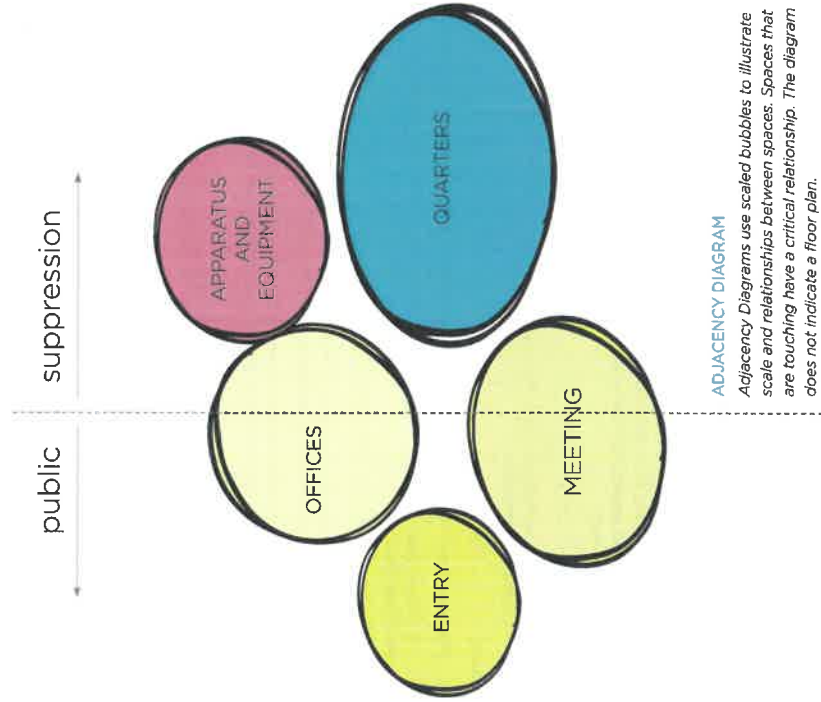 public
suppression
APPARATUS
AND
EQUIPMENT
OFFICES
QUARTERS
ENTRY
MEETING
ADJACENCY DIAGRAM
Adjacency Diagrams use scaled bubbles to illustrate
scale and relationships between spaces. Spaces that
are touching have a critical relationship. The diagram
does not indicate a floor plan.